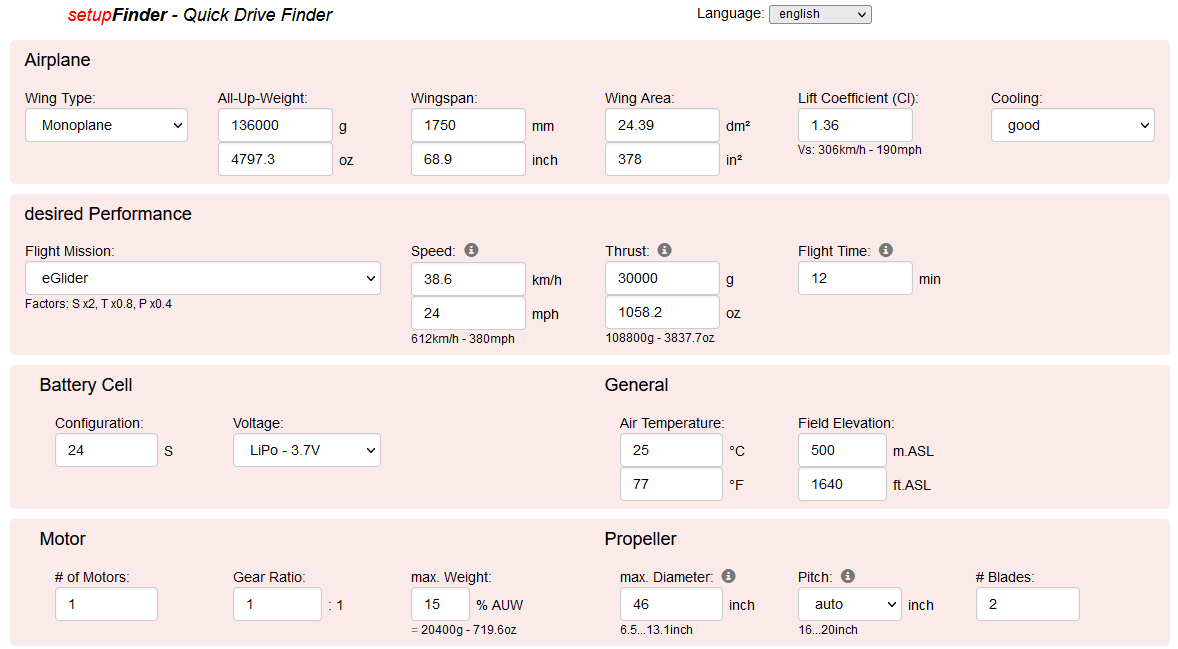 setupFinder - Quick Drive Finder
Language: english
Airplane
Wing Type: All-Up-Weight: Wingspan: Wing Area: Lift Coefficient (Cl): Cooling:
Monoplane 136000 g 1750 mm 24.39 dm² 1.36 good
Vs: 306km/h - 190mph
4797.3 oz 68.9 inch 378 in²
desired Performance
Flight Mission: Speed: Thrust: Flight Time:
eGlider 38.6 km/h 30000 g 12 min
Factors: S x2, T x0.8, P x0.4
24 mph 1058.2 oz
612km/h - 380mph 108800g - 3837.7oz
Battery Cell General
Configuration: Voltage: Air Temperature: Field Elevation:
24 S LiPo - 3.7V 25 °C 500 m.ASL
77 °F 1640 ft.ASL
Motor Propeller
# of Motors: Gear Ratio: max. Weight: max. Diameter: Pitch: # Blades:
1 1 : 1 15 % AUW 46 inch auto inch 2
= 20400g - 719.6oz 6.5...13.1inch 16...20inch